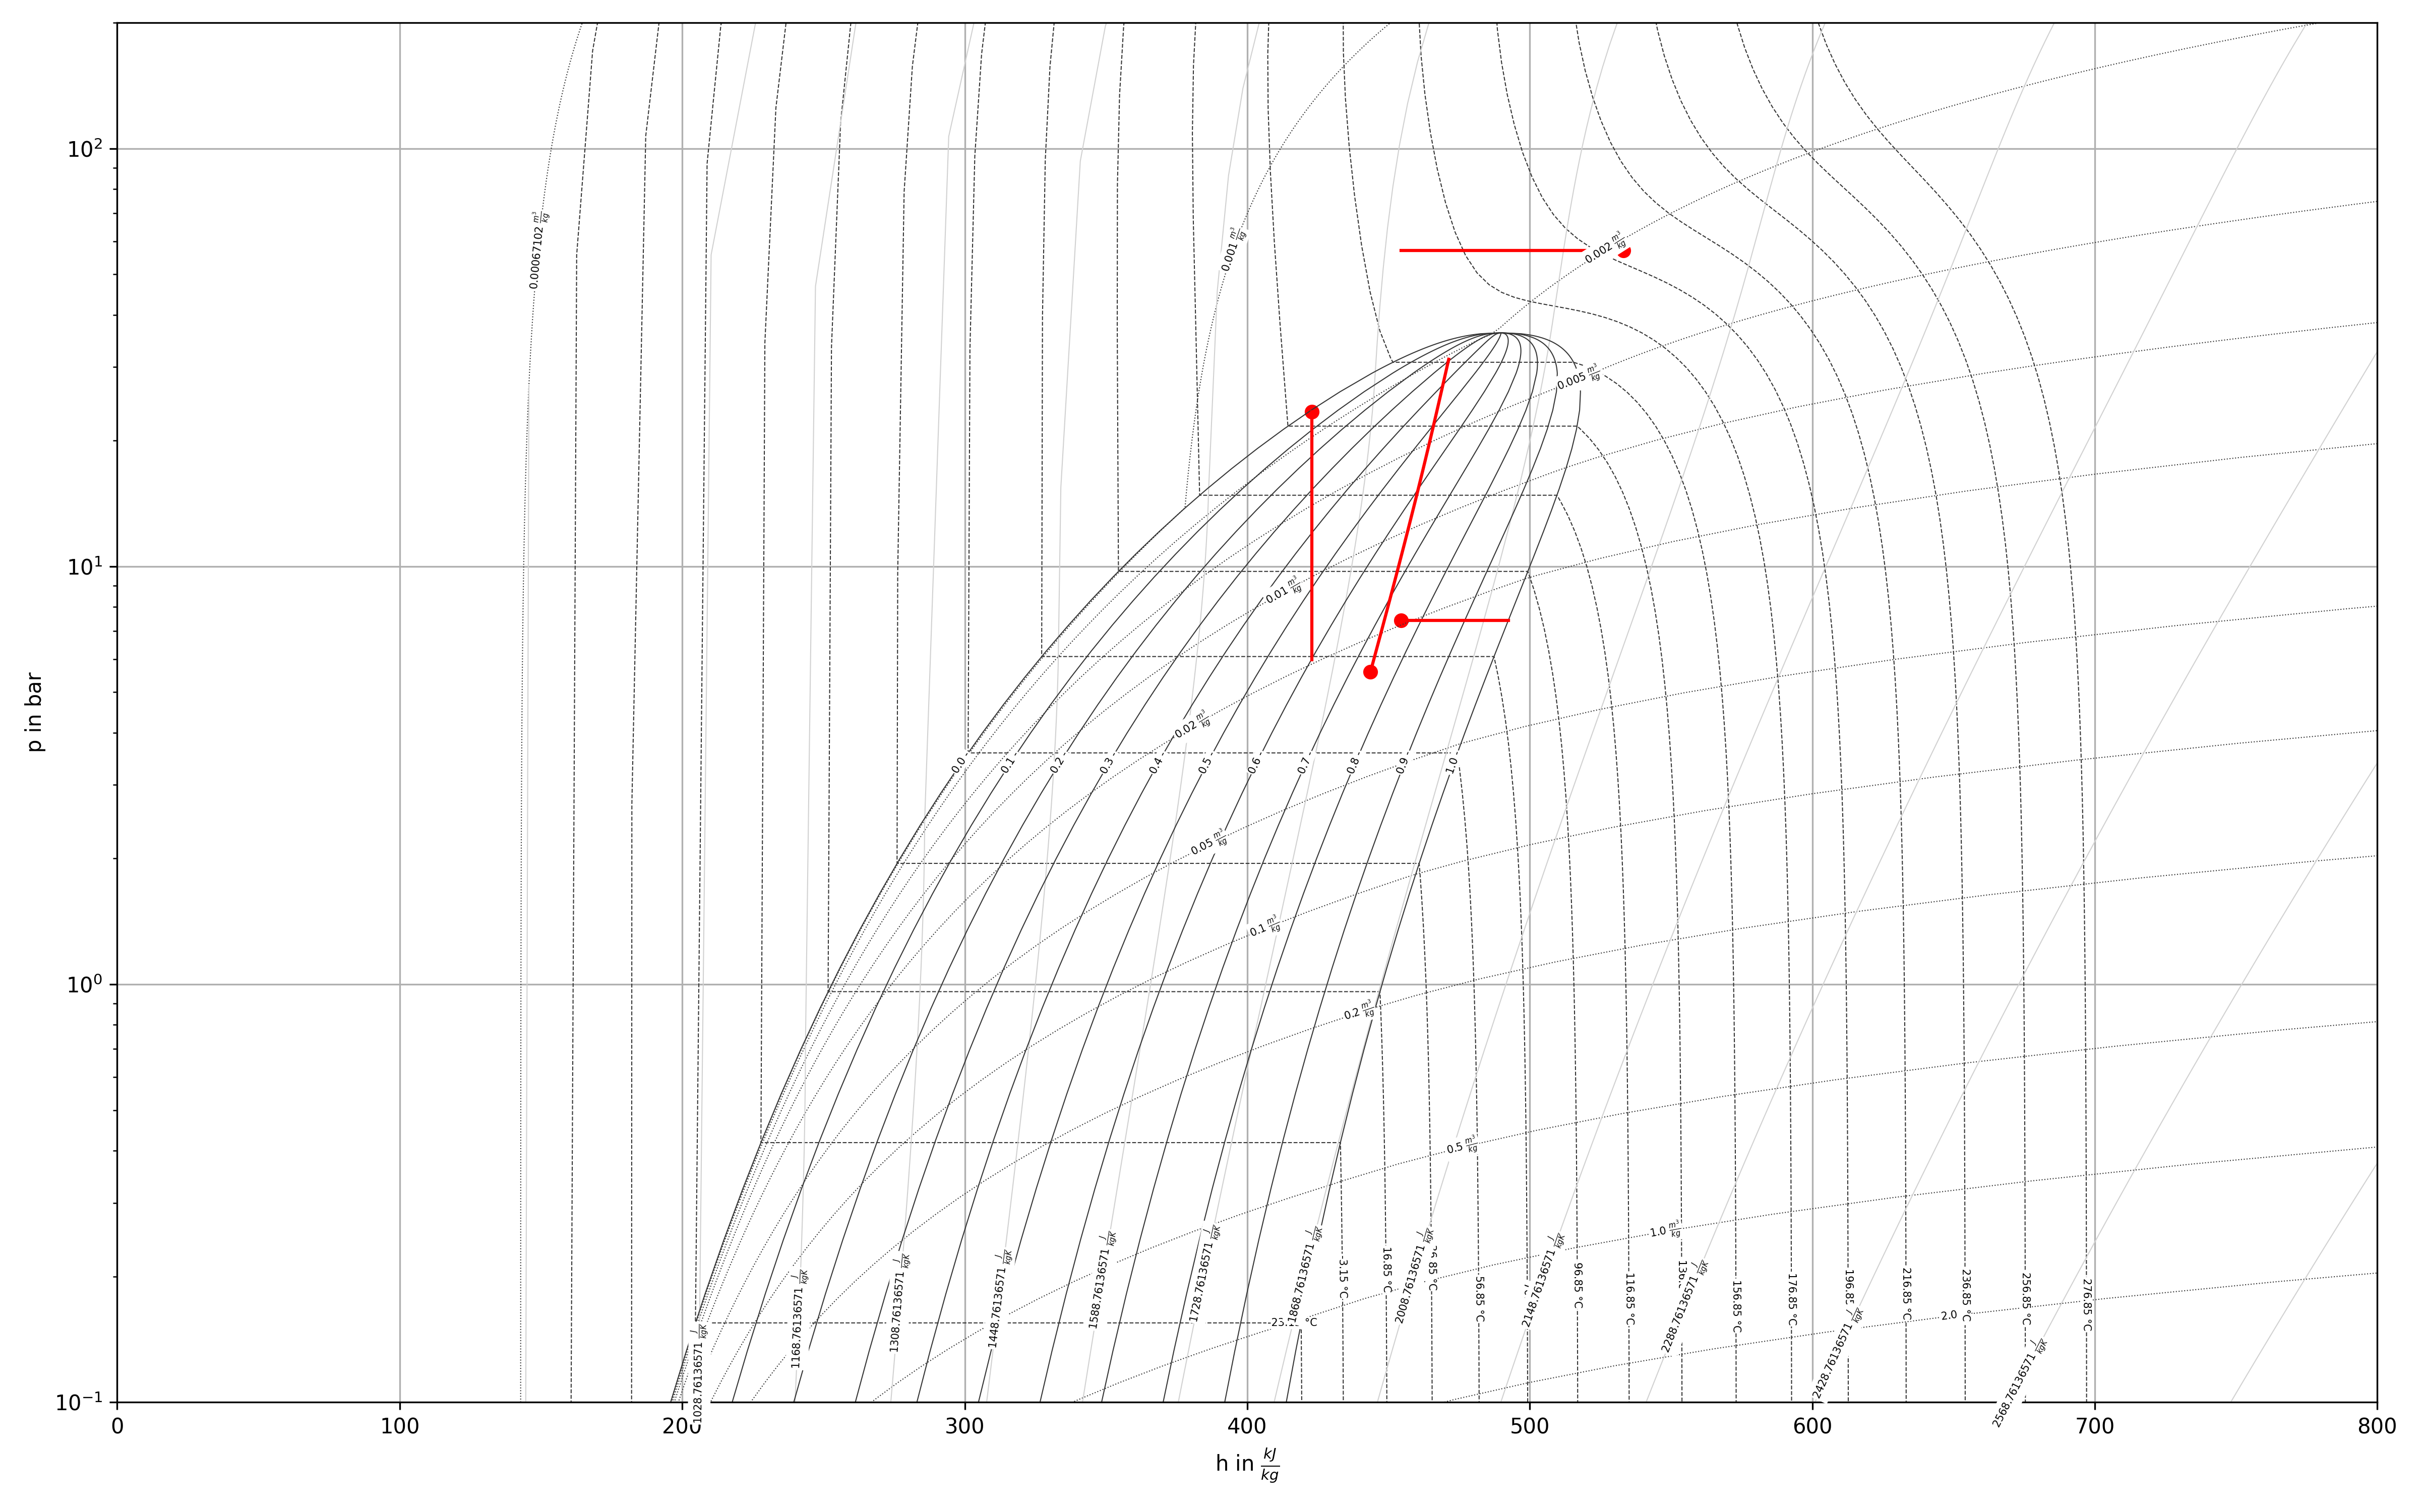 10²
10¹
10⁰
10⁻¹
p in bar
0
100
200
300
400
500
600
700
800
h in kJ/kg
0.00067102 m³/kg
0.001 m³/kg
0.002 m³/kg
0.005 m³/kg
0.01 m³/kg
0.02 m³/kg
0.05 m³/kg
0.1 m³/kg
0.2 m³/kg
0.5 m³/kg
1.0 m³/kg
2.0
0.0
0.1
0.2
0.3
0.4
0.5
0.6
0.7
0.8
0.9
1.0
1028.76136571 J/kgK
1168.76136571 J/kgK
1308.76136571 J/kgK
1448.76136571 J/kgK
1588.76136571 J/kgK
1728.76136571 J/kgK
1868.76136571 J/kgK
2008.76136571 J/kgK
2148.76136571 J/kgK
2288.76136571 J/kgK
2428.76136571 J/kgK
2568.76136571 J/kgK
°C
3.15 °C
16.85 °C
56.85 °C
96.85 °C
116.85 °C
156.85 °C
176.85 °C
196.85
216.85 °C
236.85 °C
256.85 °C
276.85 °C